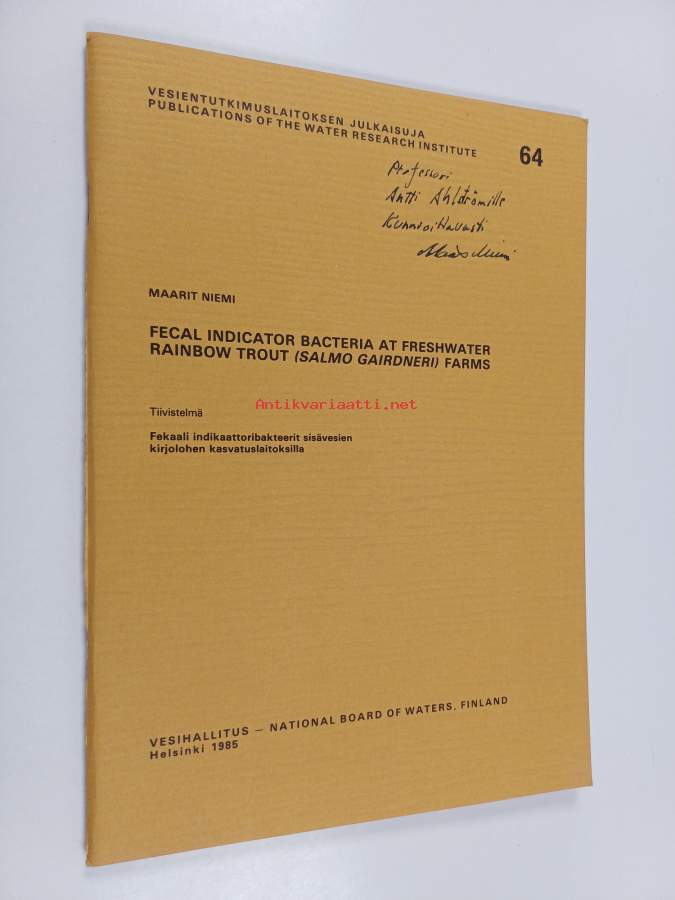 VESIENTUTKIMUSLAITOKSEN JULKAISUJA
PUBLICATIONS OF THE WATER RESEARCH INSTITUTE
64
Professori
Antti Ahlströmille
Kunnioittavasti
MAARIT NIEMI
FECAL INDICATOR BACTERIA AT FRESHWATER
RAINBOW TROUT (SALMO GAIRDNERI) FARMS
Antikvariaatti.net
Tiivistelmä
Fekaali indikaattoribakteerit sisävesien
kirjolohen kasvatuslaitoksilla
VESIHALLITUS – NATIONAL BOARD OF WATERS, FINLAND
Helsinki 1985